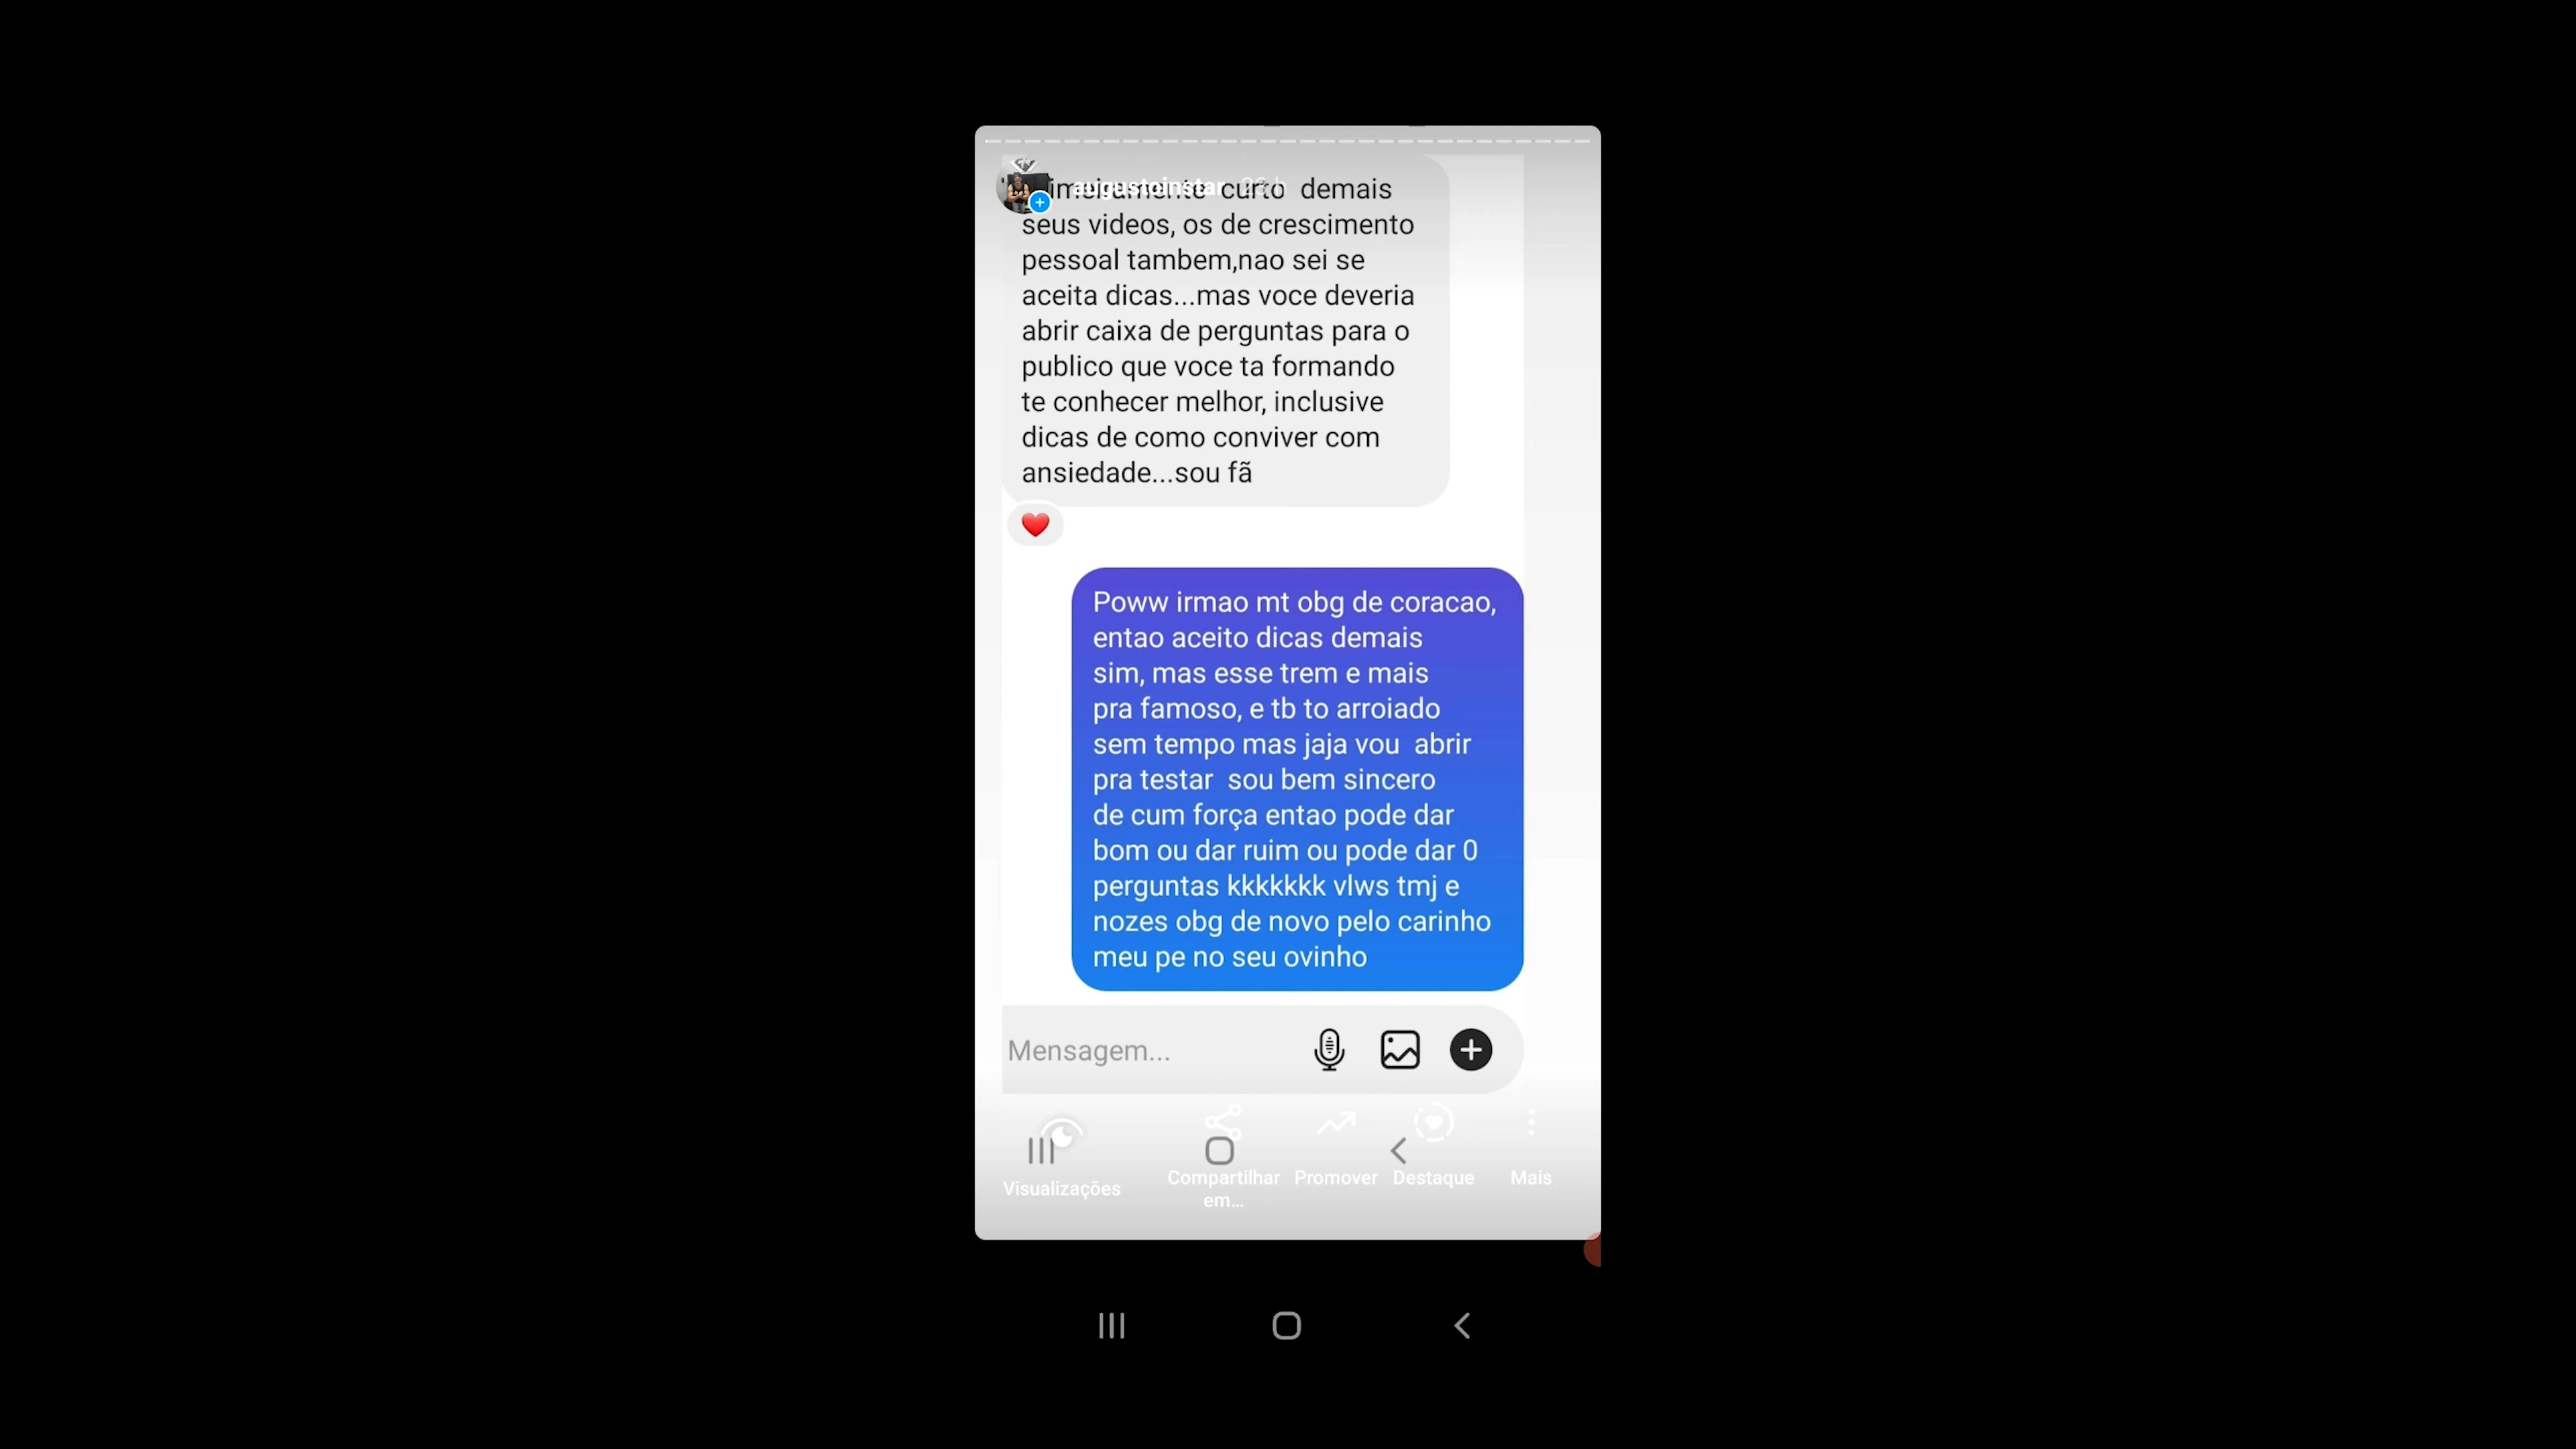 augustoinstar 23 h
curto demais
seus videos, os de crescimento
pessoal tambem,nao sei se
aceita dicas...mas voce deveria
abrir caixa de perguntas para o
publico que voce ta formando
te conhecer melhor, inclusive
dicas de como conviver com
ansiedade...sou fã
Poww irmao mt obg de coracao,
entao aceito dicas demais
sim, mas esse trem e mais
pra famoso, e tb to arroiado
sem tempo mas jaja vou abrir
pra testar sou bem sincero
de cum força entao pode dar
bom ou dar ruim ou pode dar 0
perguntas kkkkkkk vlws tmj e
nozes obg de novo pelo carinho
meu pe no seu ovinho
Mensagem...
Visualizações
Compartilhar
em...
Promover
Destaque
Mais